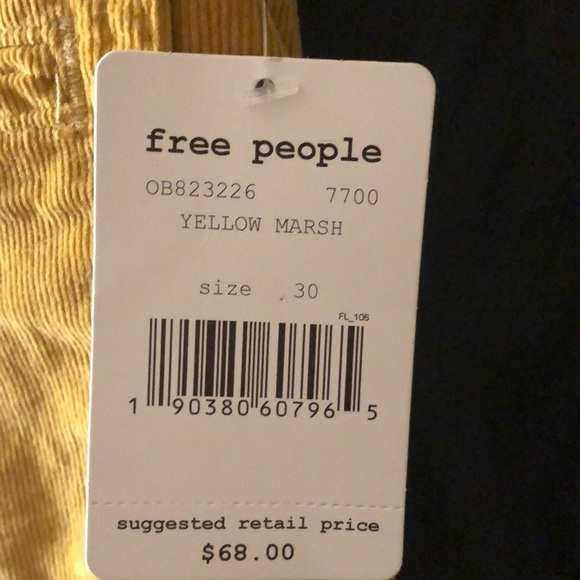 free people
OB823226 7700
YELLOW MARSH
size 30
FL_106
1 90380 60796 5
suggested retail price
$68.00